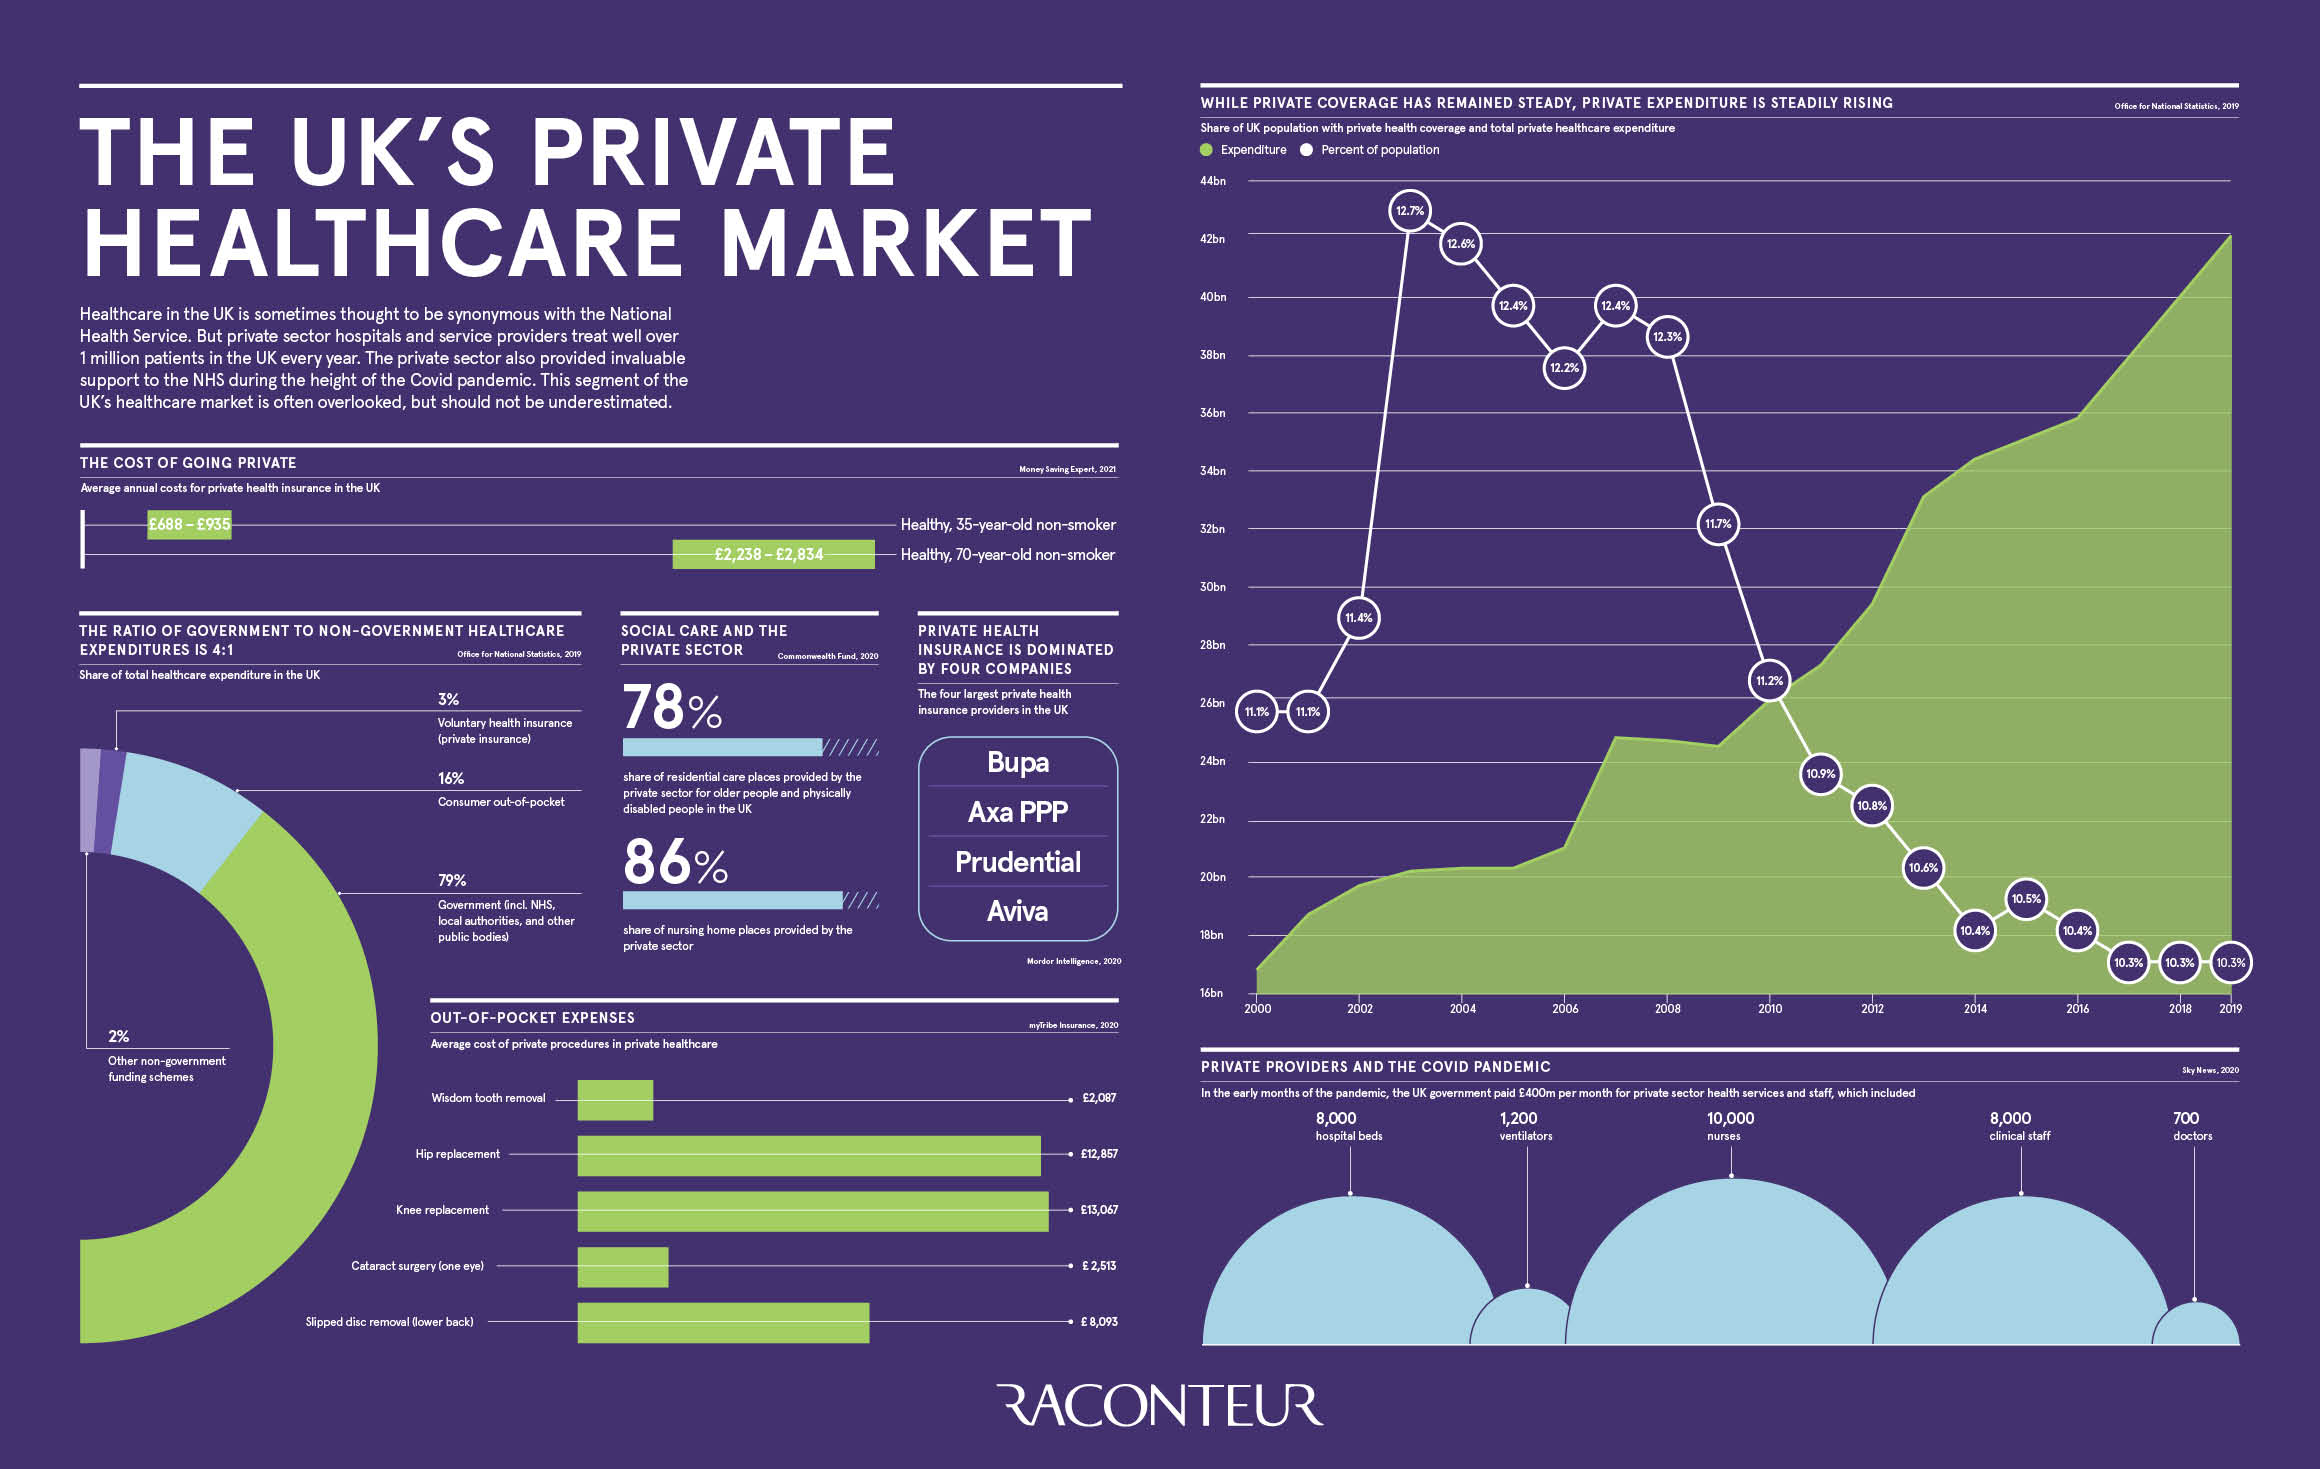 THE UK’S PRIVATE
HEALTHCARE MARKET
Healthcare in the UK is sometimes thought to be synonymous with the National
Health Service. But private sector hospitals and service providers treat well over
1 million patients in the UK every year. The private sector also provided invaluable
support to the NHS during the height of the Covid pandemic. This segment of the
UK’s healthcare market is often overlooked, but should not be underestimated.
THE COST OF GOING PRIVATE
Money Saving Expert, 2021
Average annual costs for private health insurance in the UK
£688 – £935
Healthy, 35-year-old non-smoker
£2,238 – £2,834
Healthy, 70-year-old non-smoker
THE RATIO OF GOVERNMENT TO NON-GOVERNMENT HEALTHCARE
EXPENDITURES IS 4:1
Office for National Statistics, 2019
Share of total healthcare expenditure in the UK
3%
Voluntary health insurance
(private insurance)
16%
Consumer out-of-pocket
79%
Government (incl. NHS,
local authorities, and other
public bodies)
2%
Other non-government
funding schemes
SOCIAL CARE AND THE
PRIVATE SECTOR
Commonwealth Fund, 2020
78%
share of residential care places provided by the
private sector for older people and physically
disabled people in the UK
86%
share of nursing home places provided by the
private sector
PRIVATE HEALTH
INSURANCE IS DOMINATED
BY FOUR COMPANIES
The four largest private health
insurance providers in the UK
Bupa
Axa PPP
Prudential
Aviva
Mordor Intelligence, 2020
OUT-OF-POCKET EXPENSES
myTribe Insurance, 2020
Average cost of private procedures in private healthcare
Wisdom tooth removal
£2,087
Hip replacement
£12,857
Knee replacement
£13,067
Cataract surgery (one eye)
£ 2,513
Slipped disc removal (lower back)
£ 8,093
WHILE PRIVATE COVERAGE HAS REMAINED STEADY, PRIVATE EXPENDITURE IS STEADILY RISING
Office for National Statistics, 2019
Share of UK population with private health coverage and total private healthcare expenditure
Expenditure
Percent of population
44bn
42bn
40bn
38bn
36bn
34bn
32bn
30bn
28bn
26bn
24bn
22bn
20bn
18bn
16bn
11.1%
11.1%
11.4%
12.7%
12.6%
12.4%
12.2%
12.4%
12.3%
11.7%
11.2%
10.9%
10.8%
10.6%
10.4%
10.5%
10.4%
10.3%
10.3%
10.3%
2000
2002
2004
2006
2008
2010
2012
2014
2016
2018
2019
PRIVATE PROVIDERS AND THE COVID PANDEMIC
Sky News, 2020
In the early months of the pandemic, the UK government paid £400m per month for private sector health services and staff, which included
8,000
hospital beds
1,200
ventilators
10,000
nurses
8,000
clinical staff
700
doctors
RACONTEUR